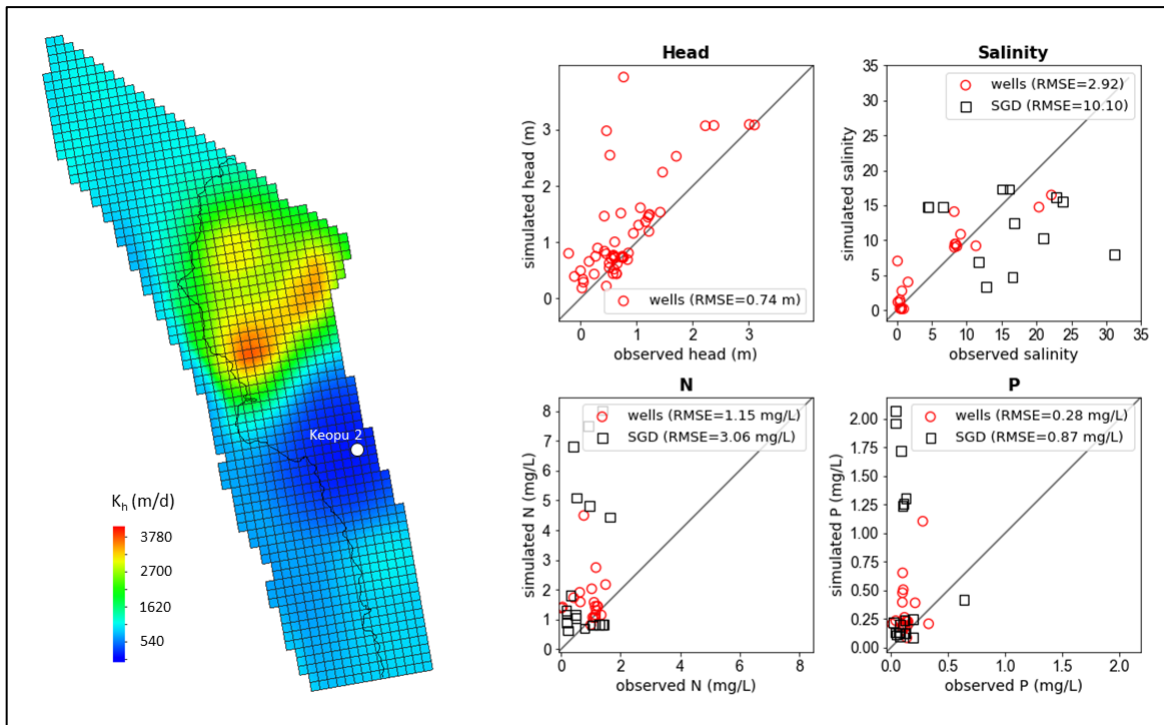 Keopu 2
Kh (m/d)
3780
2700
1620
540
Head
simulated head (m)
3
2
1
0
wells (RMSE=0.74 m)
0 1 2 3
observed head (m)
Salinity
simulated salinity
35
30
25
20
15
10
5
0
wells (RMSE=2.92)
SGD (RMSE=10.10)
0 5 10 15 20 25 30 35
observed salinity
N
simulated N (mg/L)
8
7
6
5
4
3
2
1
0
wells (RMSE=1.15 mg/L)
SGD (RMSE=3.06 mg/L)
0 2 4 6 8
observed N (mg/L)
P
simulated P (mg/L)
2.00
1.75
1.50
1.25
1.00
0.75
0.50
0.25
0.00
wells (RMSE=0.28 mg/L)
SGD (RMSE=0.87 mg/L)
0.0 0.5 1.0 1.5 2.0
observed P (mg/L)